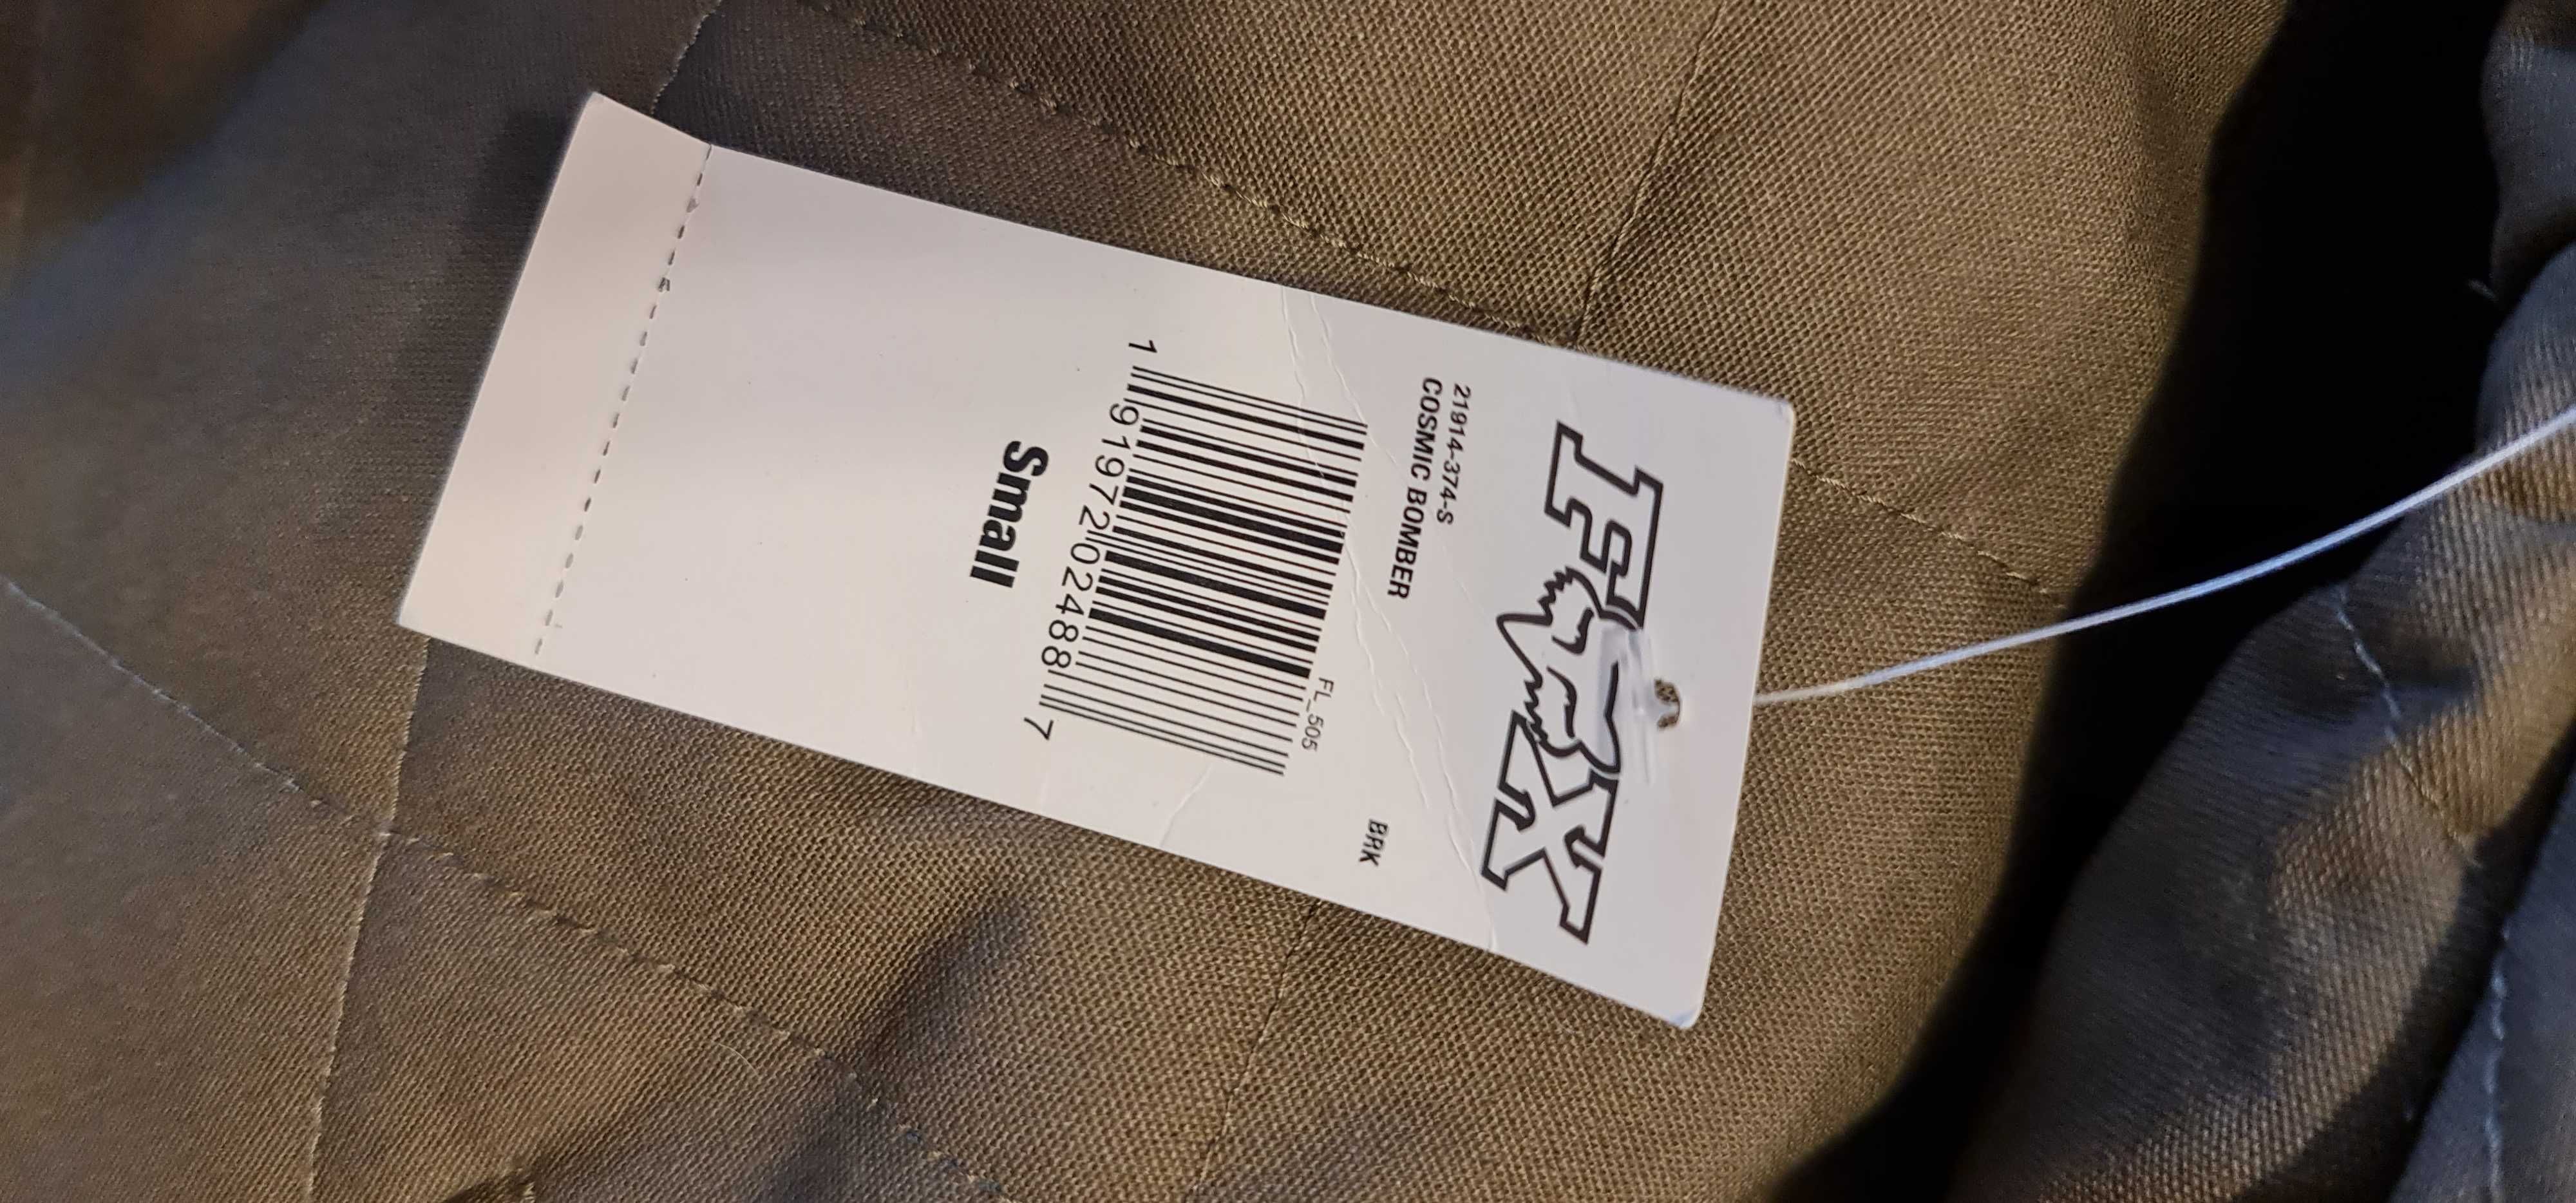 FOX
21914-374-S
COSMIC BOMBER
BRK
FL_505
1 91972 02488 7
Small